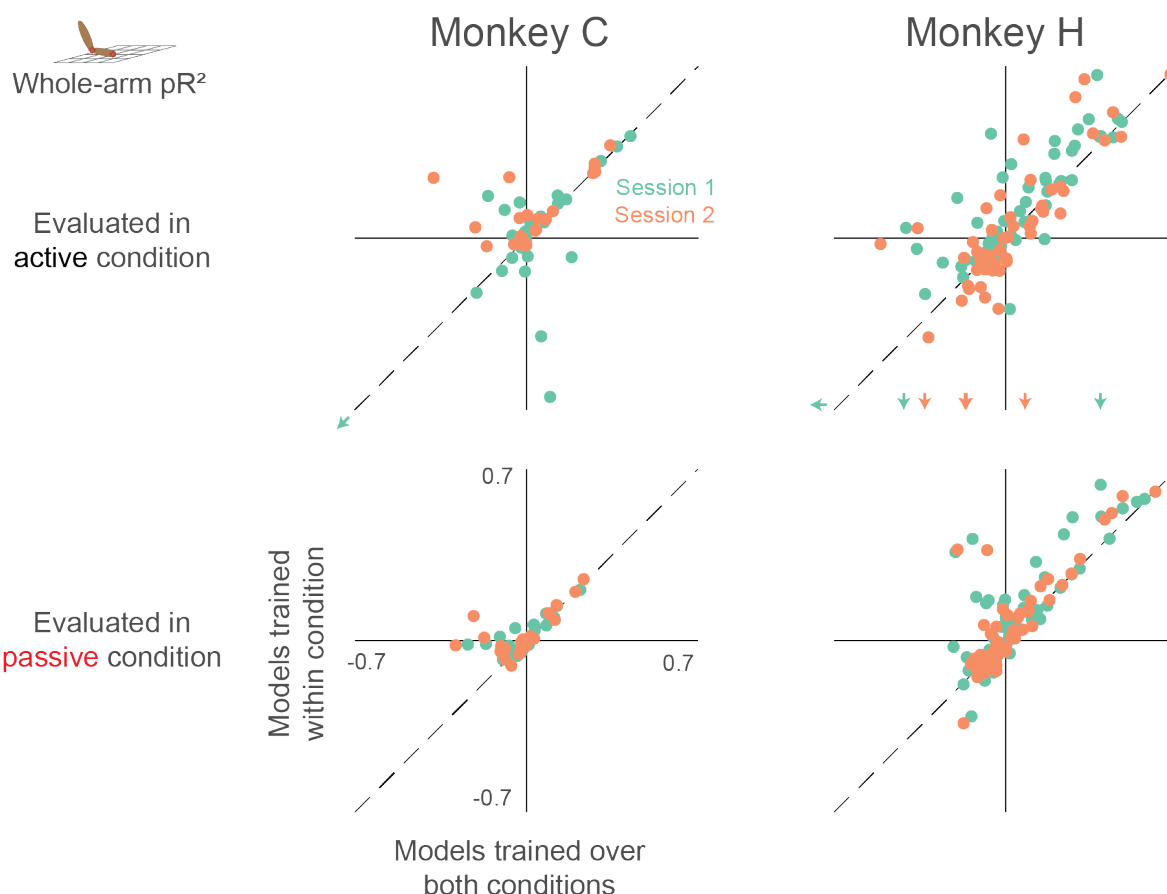 Monkey C
Monkey H
Whole-arm pR²
Session 1
Session 2
Evaluated in
active condition
0.7
Models trained
within condition
Evaluated in
passive condition
-0.7
0.7
-0.7
Models trained over
both conditions